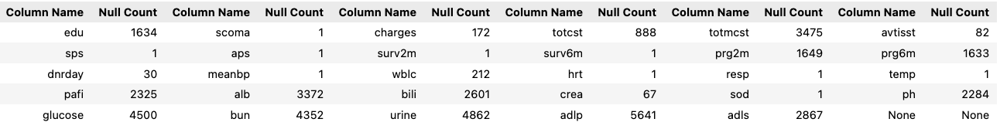 Column Name Null Count Column Name Null Count Column Name Null Count Column Name Null Count Column Name Null Count Column Name Null Count
edu 1634 scoma 1 charges 172 totcst 888 totmcst 3475 avtisst 82
sps 1 aps 1 surv2m 1 surv6m 1 prg2m 1649 prg6m 1633
dnrday 30 meanbp 1 wblc 212 hrt 1 resp 1 temp 1
pafi 2325 alb 3372 bili 2601 crea 67 sod 1 ph 2284
glucose 4500 bun 4352 urine 4862 adlp 5641 adls 2867 None None